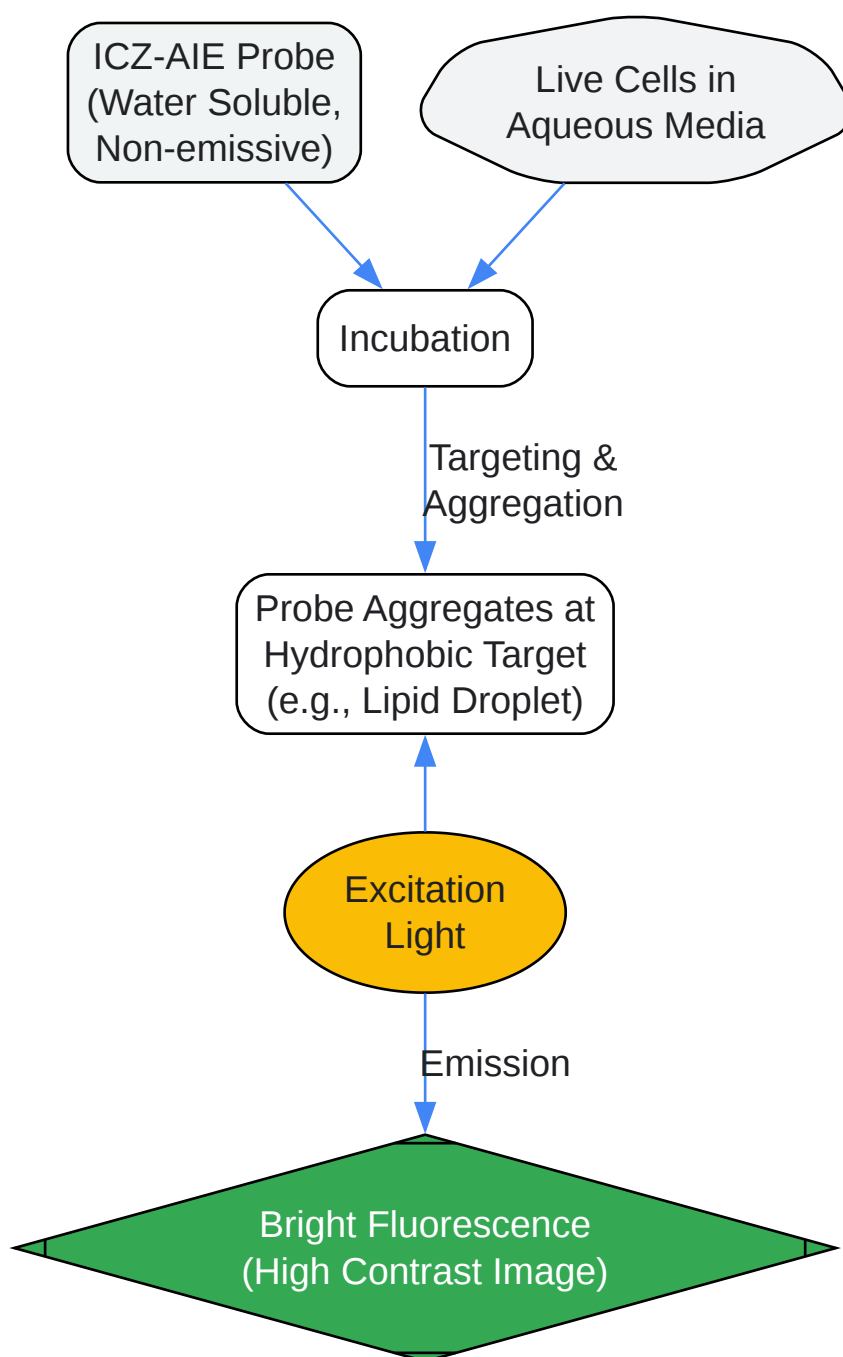 ICZ-AIE Probe
(Water Soluble,
Non-emissive)
Live Cells in
Aqueous Media
Incubation
Targeting &
Aggregation
Probe Aggregates at
Hydrophobic Target
(e.g., Lipid Droplet)
Excitation
Light
Emission
Bright Fluorescence
(High Contrast Image)